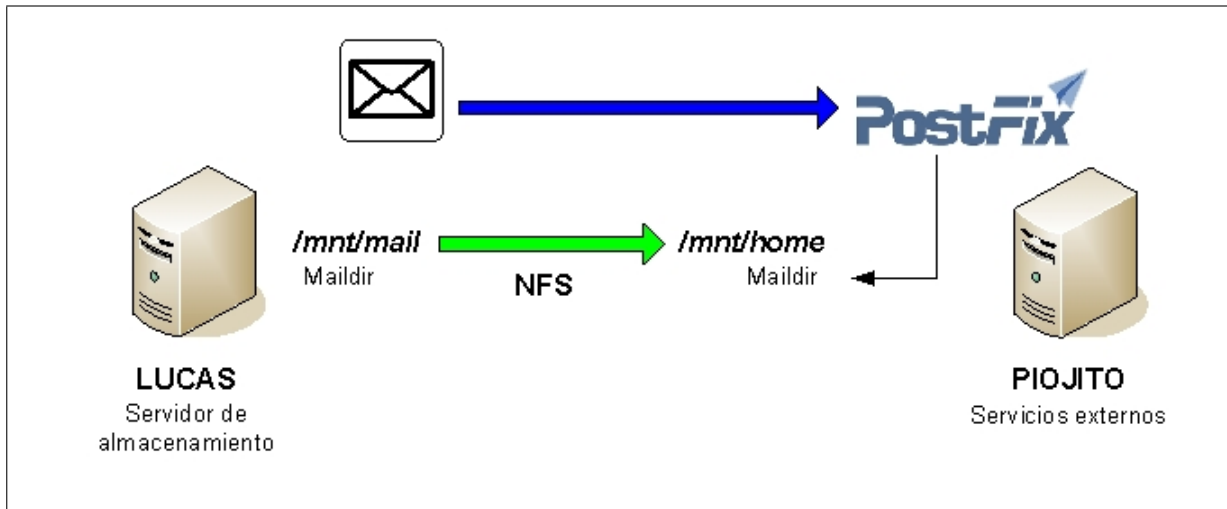 PostFix
/mnt/mail
Maildir
NFS
/mnt/home
Maildir
LUCAS
Servidor de
almacenamiento
PIOJITO
Servicios externos